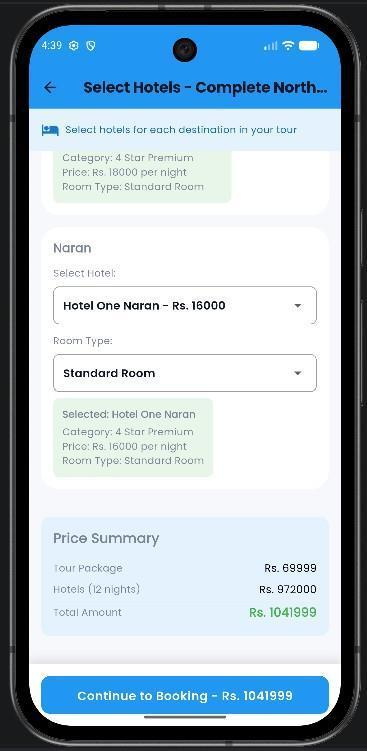 4:39
Select Hotels - Complete North...
Select hotels for each destination in your tour
Category: 4 Star Premium
Price: Rs. 18000 per night
Room Type: Standard Room
Naran
Select Hotel:
Hotel One Naran - Rs. 16000
Room Type:
Standard Room
Selected: Hotel One Naran
Category: 4 Star Premium
Price: Rs. 16000 per night
Room Type: Standard Room
Price Summary
Tour Package Rs. 69999
Hotels (12 nights) Rs. 972000
Total Amount Rs. 1041999
Continue to Booking - Rs. 1041999